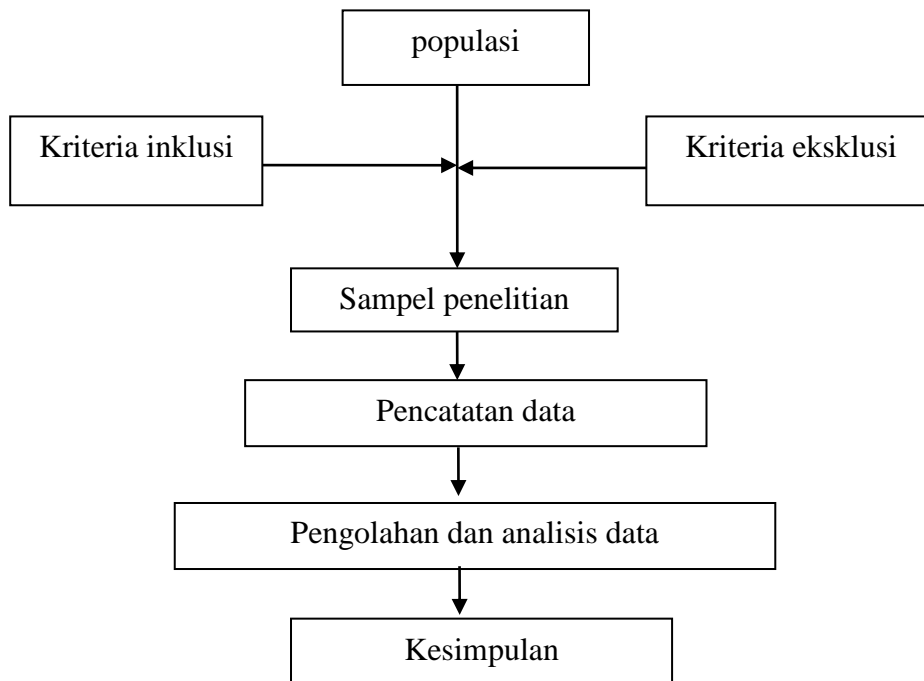 populasi
Kriteria inklusi
Kriteria eksklusi
Sampel penelitian
Pencatatan data
Pengolahan dan analisis data
Kesimpulan